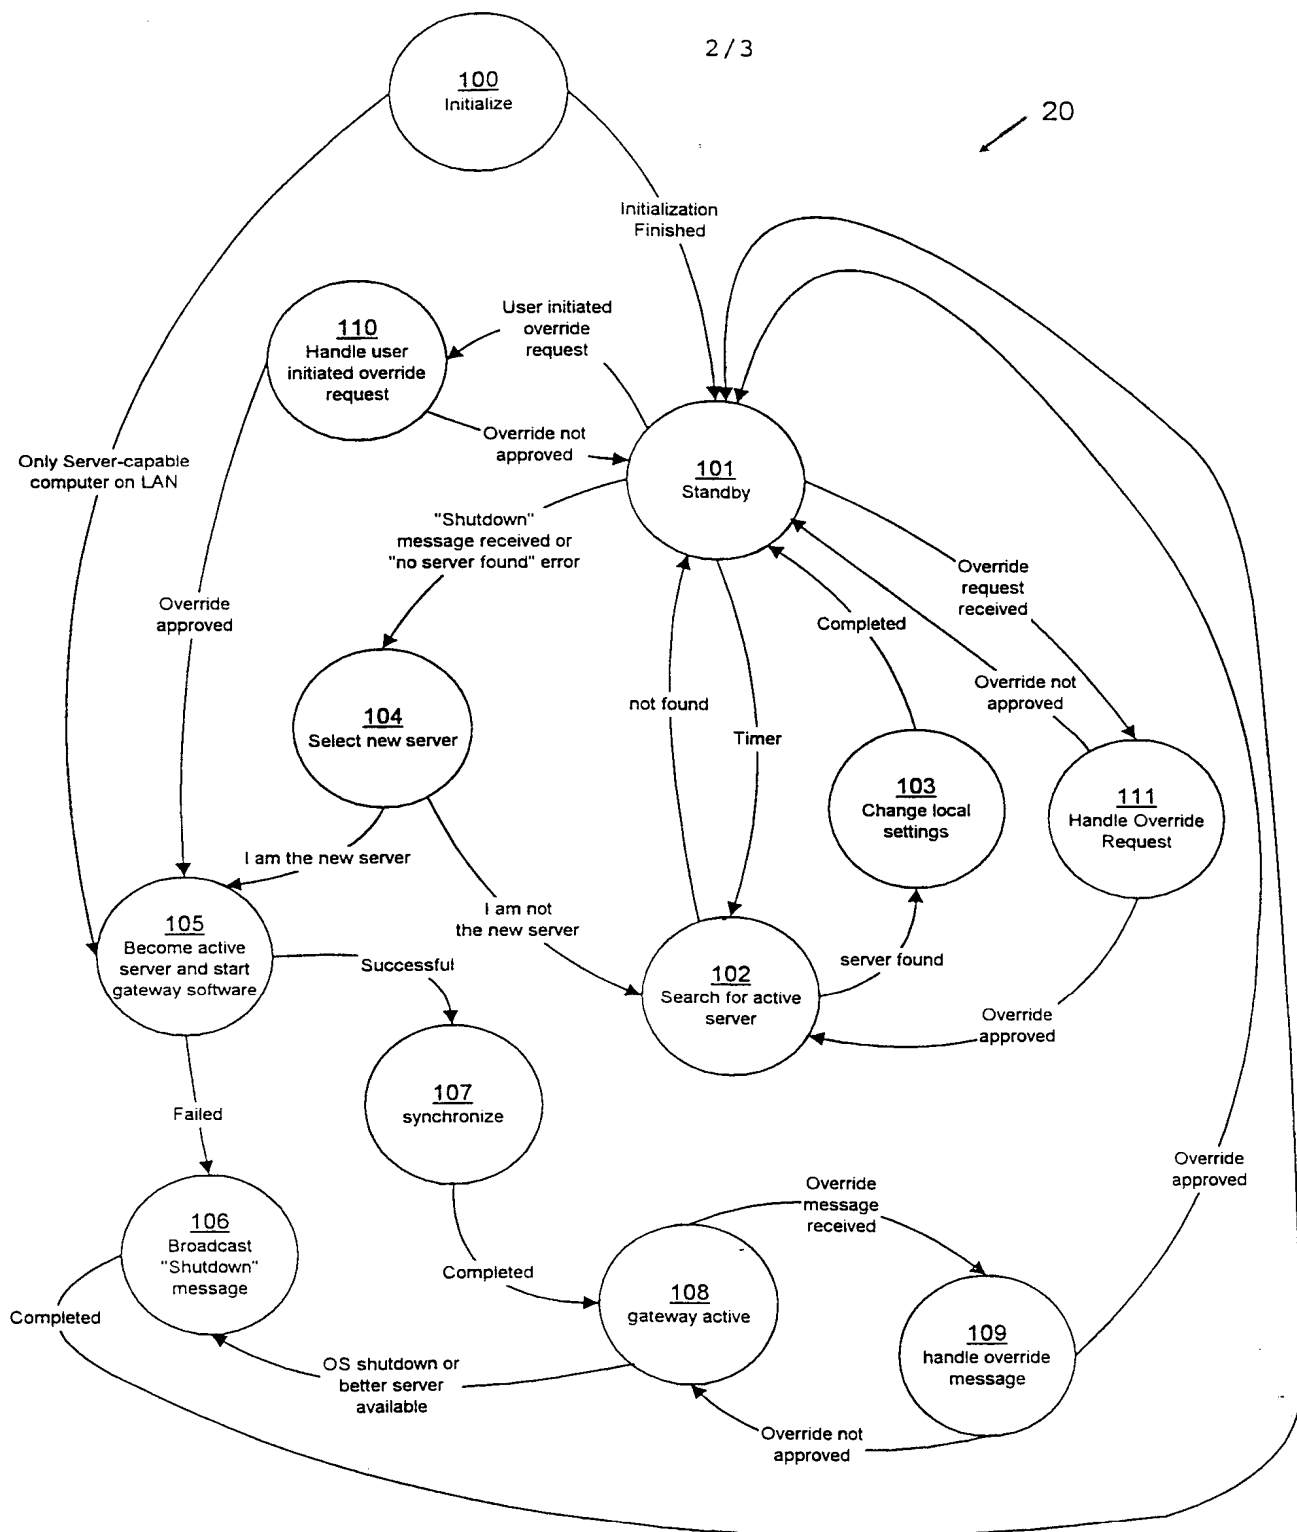 2/3
20
100
Initialize
Initialization
Finished
User initiated
override
request
110
Handle user
initiated override
request
Override not
approved
101
Standby
Only Server-capable
computer on LAN
"Shutdown"
message received or
"no server found" error
Override
request
received
Override
approved
Completed
Override not
approved
not found
Timer
104
Select new server
103
Change local
settings
111
Handle Override
Request
I am the new server
I am not
the new server
105
Become active
server and start
gateway software
Successful
102
Search for active
server
server found
Override
approved
107
synchronize
Failed
Override
approved
106
Broadcast
"Shutdown"
message
Override
message
received
Completed
108
gateway active
Completed
109
handle override
message
OS shutdown or
better server
available
Override not
approved